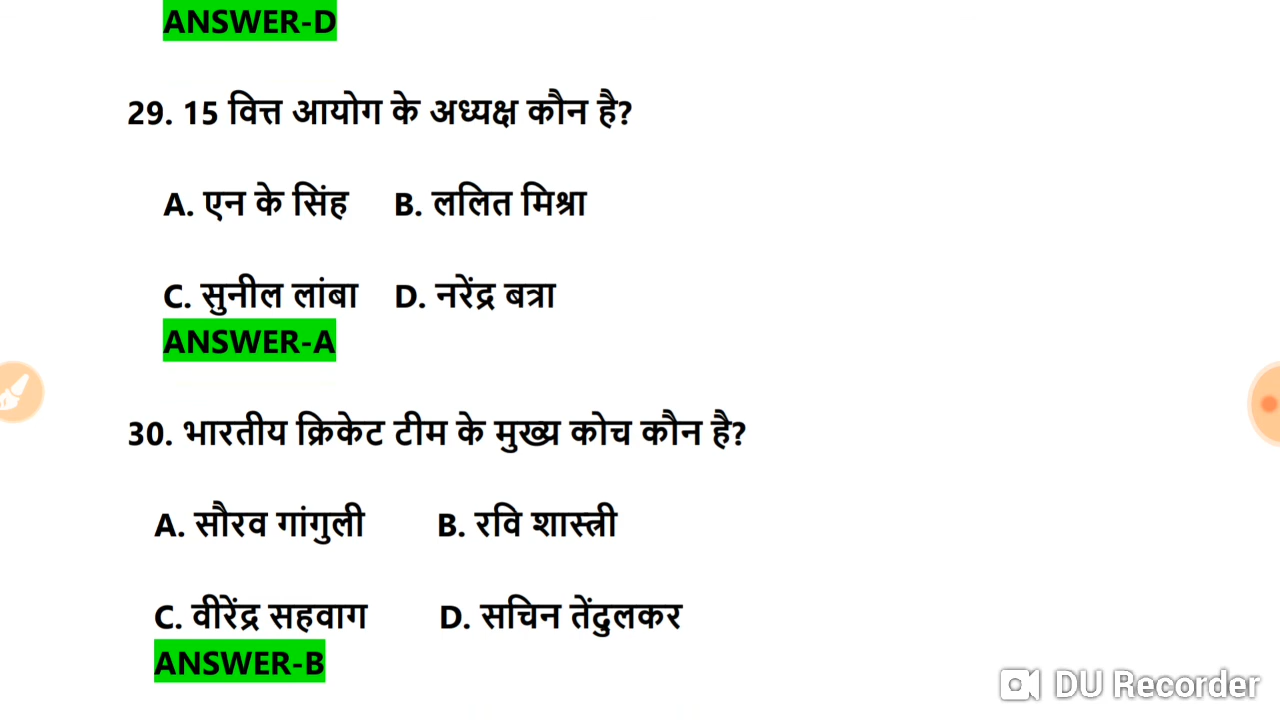 ANSWER-D
29. 15 वित्त आयोग के अध्यक्ष कौन है?
A. एन के सिंह B. ललित मिश्रा
C. सुनील लांबा D. नरेंद्र बत्रा
ANSWER-A
30. भारतीय क्रिकेट टीम के मुख्य कोच कौन है?
A. सौरव गांगुली B. रवि शास्त्री
C. वीरेंद्र सहवाग D. सचिन तेंदुलकर
ANSWER-B
DU Recorder